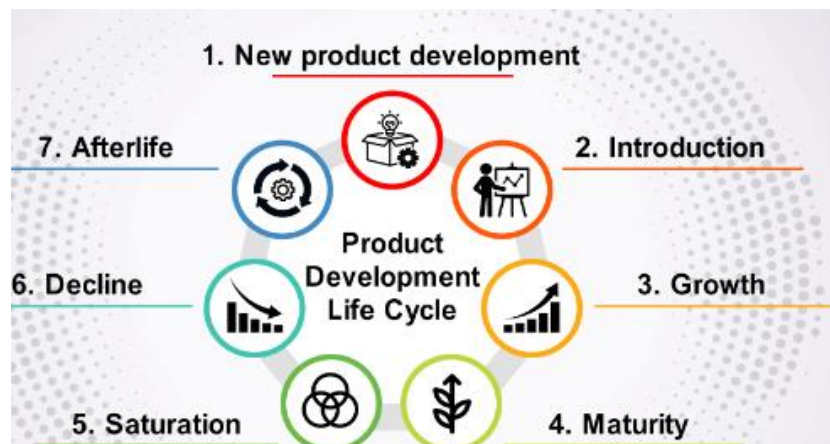 1. New product development
7. Afterlife
2. Introduction
Product
Development
Life Cycle
6. Decline
3. Growth
5. Saturation
4. Maturity